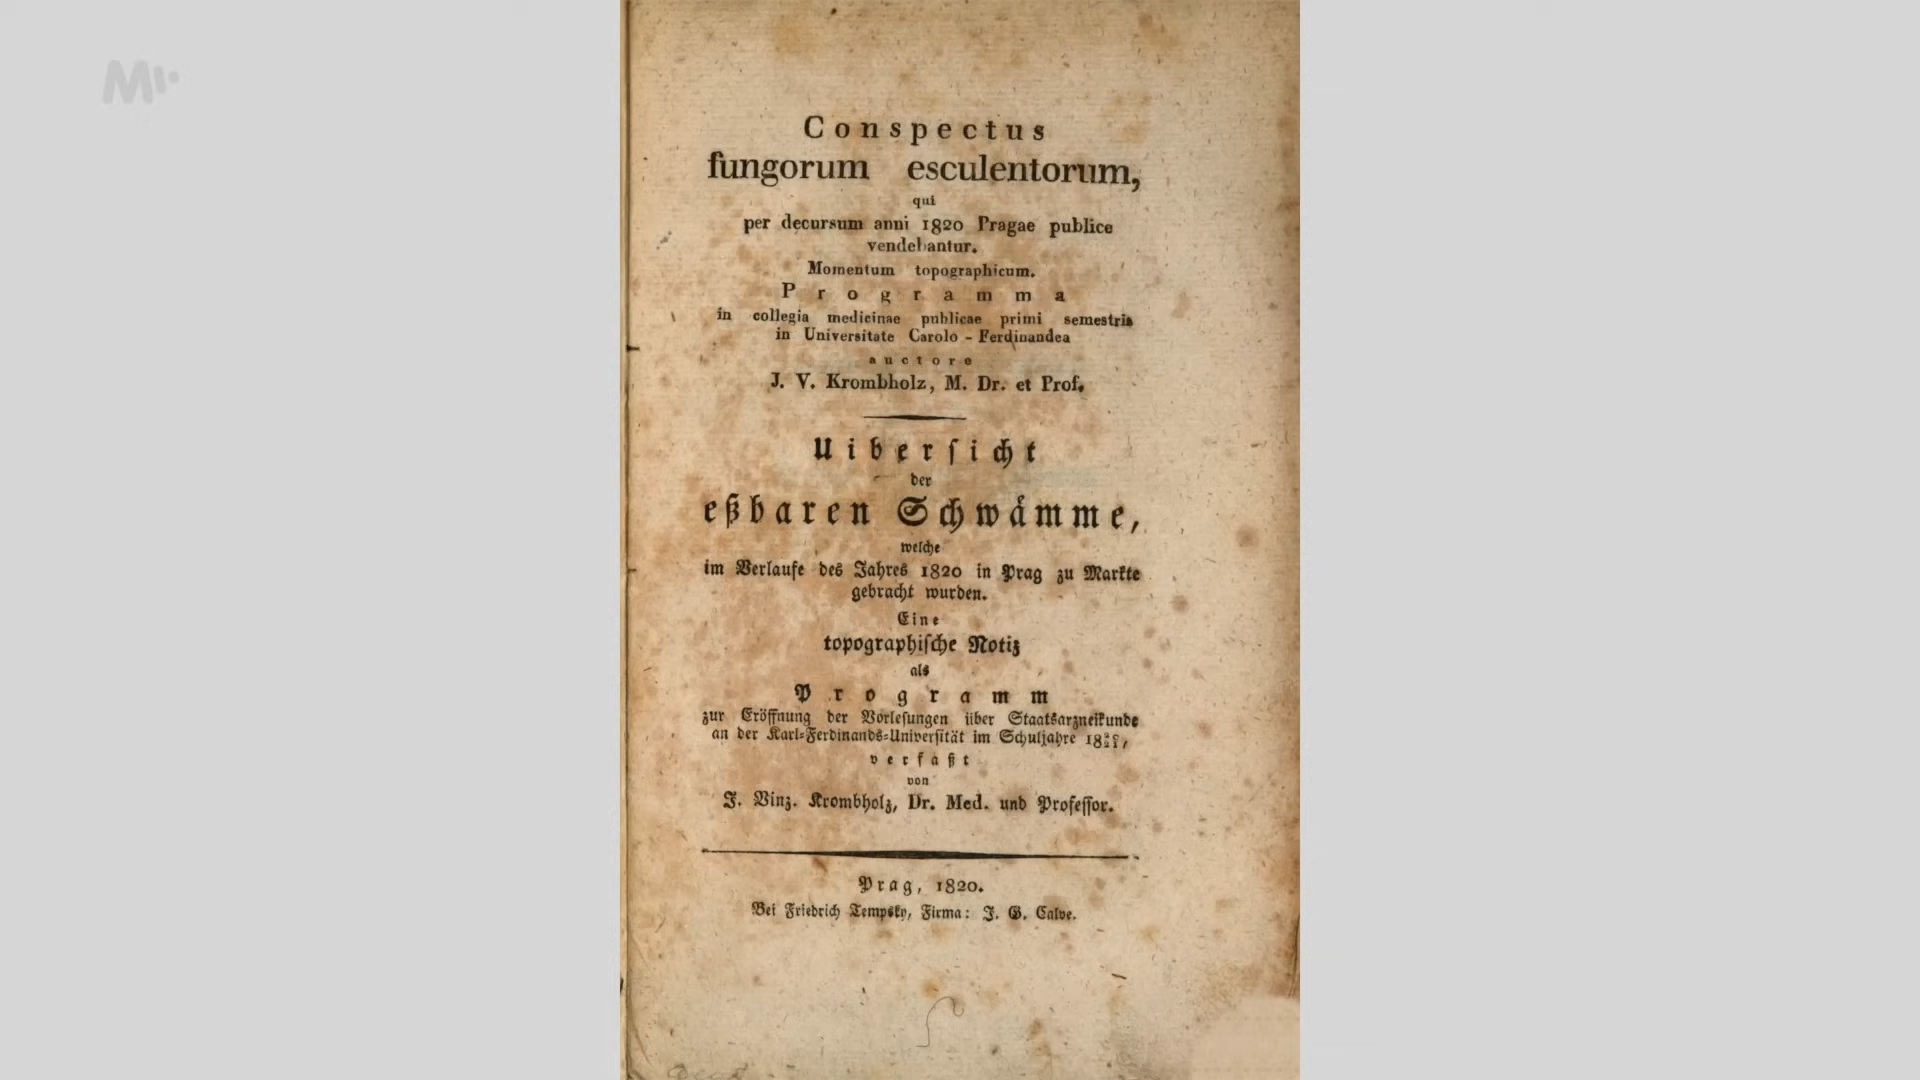 Conspectus
fungorum esculentorum,
qui
per decursum anni 1820 Pragae publice
vendebantur.
Momentum topographicum.
Programma
in collegia medicinae publicae primi semestris
in Universitate Carolo - Ferdinandea
auctore
J. V. Krombholz, M. Dr. et Prof.
Uibersicht
der
eßbaren Schwämme,
welche
im Verlaufe des Jahres 1820 in Prag zu Markte
gebracht wurden.
Eine
topographische Notiz
als
Programm
zur Eröffnung der Vorlesungen über Staatsarzneikunde
an der Karl-Ferdinands-Universität im Schuljahre 18 20/21,
verfaßt
von
J. Vinz. Krombholz, Dr. Med. und Professor.
Prag, 1820.
Bei Friedrich Tempsky, Firma: J. G. Calve.